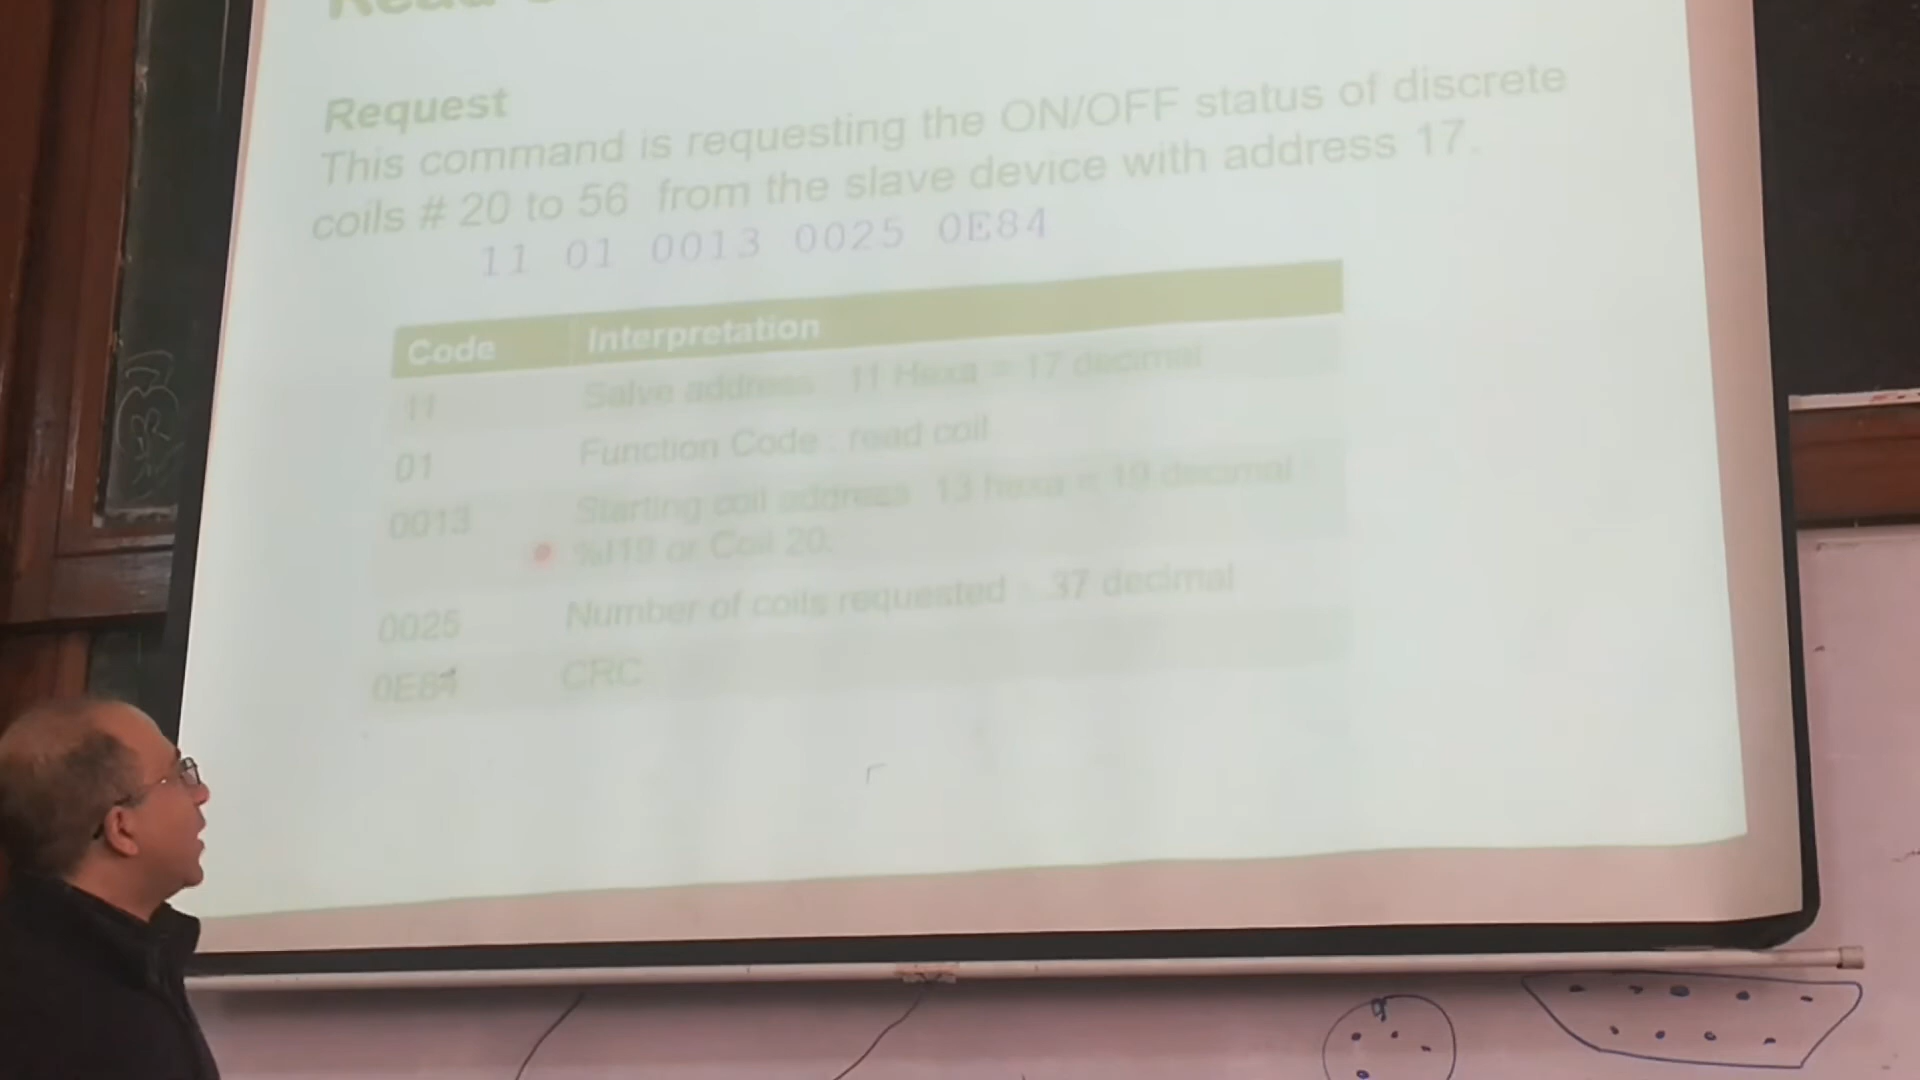 Read
Request
This command is requesting the ON/OFF status of discrete
coils # 20 to 56 from the slave device with address 17.
11 01 0013 0025 0E84
Code Interpretation
11 Salve address : 11 Hexa = 17 decimal
01 Function Code : read coil
0013 Starting coil address 13 hexa = 19 decimal
%I19 or Coil 20.
0025 Number of coils requested : 37 decimal
0E84 CRC